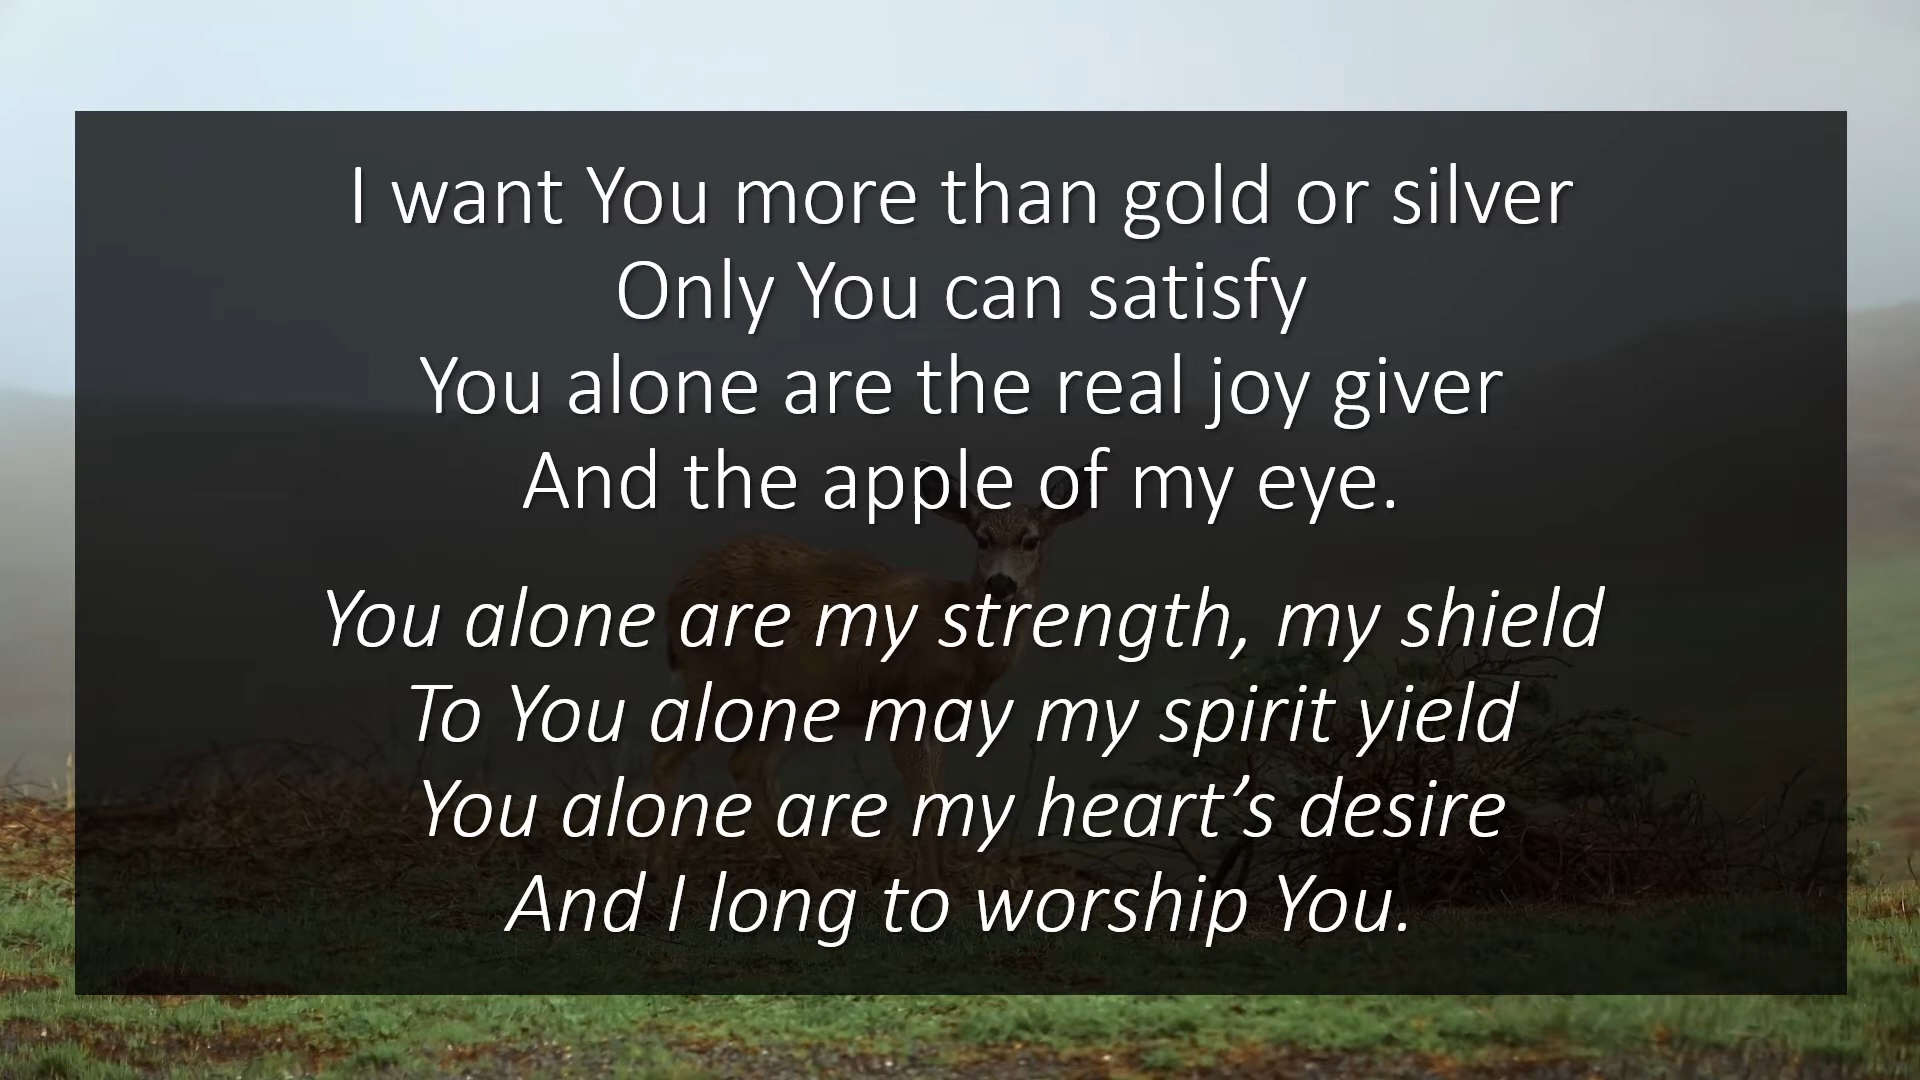 I want You more than gold or silver
Only You can satisfy
You alone are the real joy giver
And the apple of my eye.
You alone are my strength, my shield
To You alone may my spirit yield
You alone are my heart’s desire
And I long to worship You.